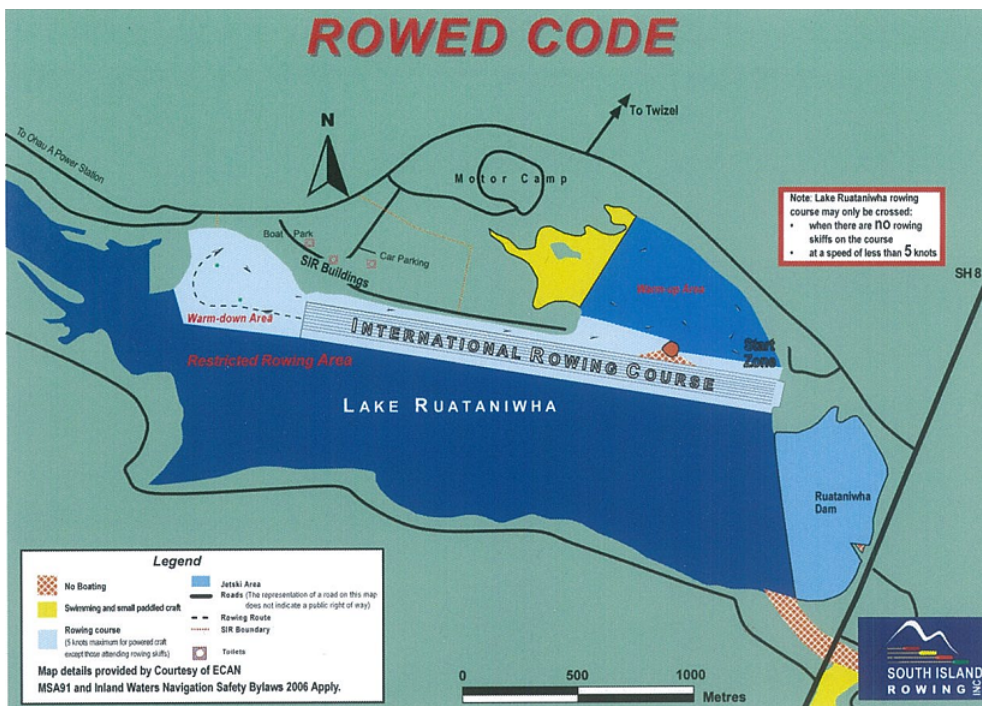 ROWED CODE
To Ohau A Power Station
N
To Twizel
Motor Camp
Note: Lake Ruataniwha rowing
course may only be crossed:
• when there are no rowing
skiffs on the course
• at a speed of less than 5 knots
SH 8
Boat Park
Car Parking
SIR Buildings
Warm-up Area
Warm-down Area
Start
Zone
INTERNATIONAL ROWING COURSE
Restricted Rowing Area
LAKE RUATANIWHA
Ruataniwha
Dam
Legend
No Boating
Swimming and small paddled craft
Rowing course
(5 knots maximum for powered craft
except those attending rowing skiffs)
Jetski Area
Roads (The representation of a road on this map
does not indicate a public right of way)
Rowing Route
SIR Boundary
Toilets
Map details provided by Courtesy of ECAN
MSA91 and Inland Waters Navigation Safety Bylaws 2006 Apply.
0 500 1000
Metres
SOUTH ISLAND
ROWING INC